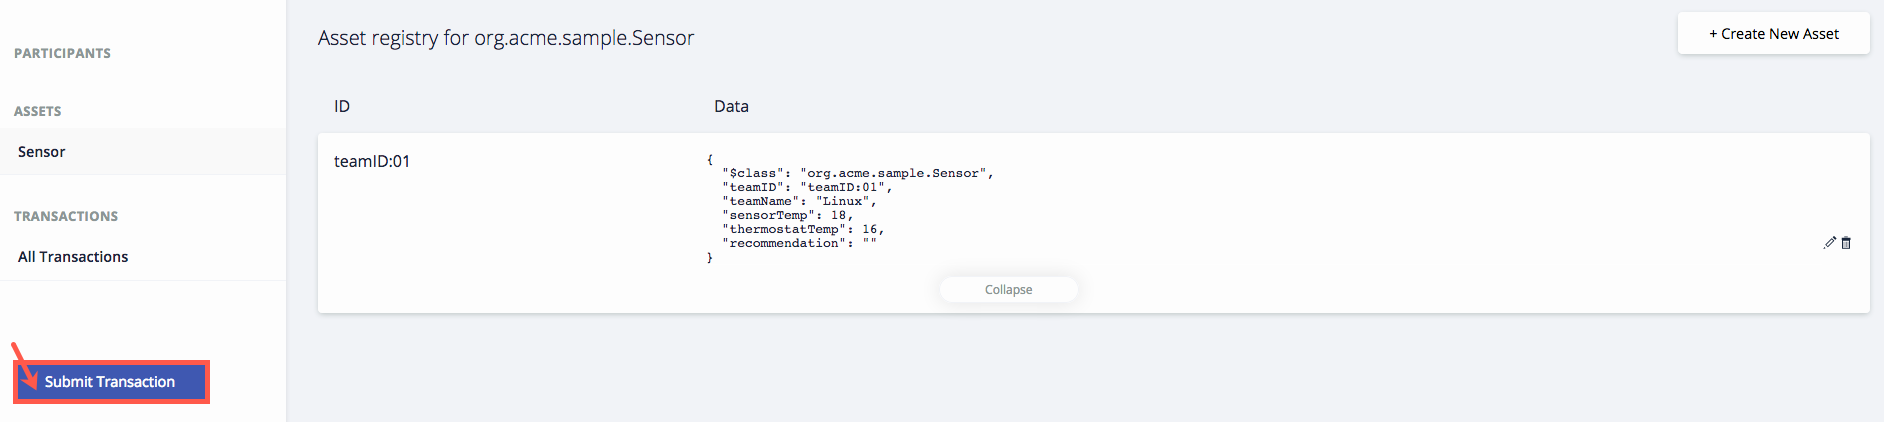 PARTICIPANTS
ASSETS
Sensor
TRANSACTIONS
All Transactions
Submit Transaction
Asset registry for org.acme.sample.Sensor
+ Create New Asset
ID Data
teamID:01
{
"$class": "org.acme.sample.Sensor",
"teamID": "teamID:01",
"teamName": "Linux",
"sensorTemp": 18,
"thermostatTemp": 16,
"recommendation": ""
}
Collapse